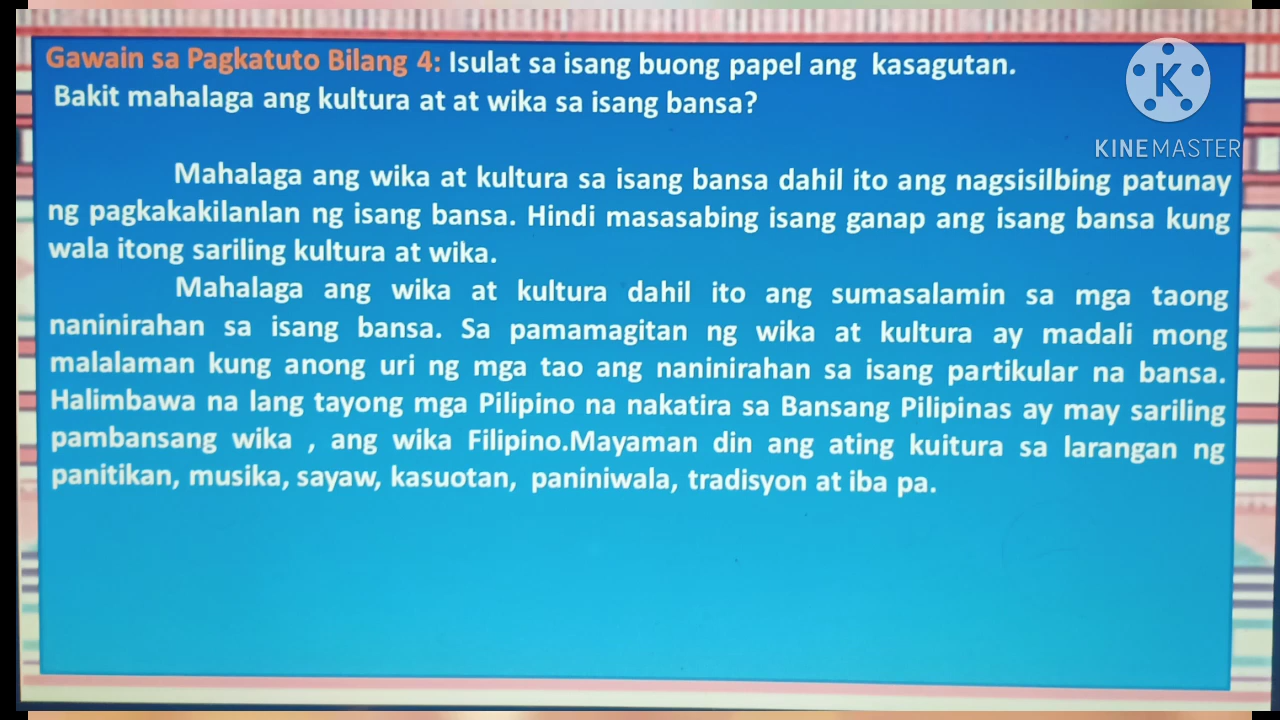 Gawain sa Pagkatuto Bilang 4: Isulat sa isang buong papel ang kasagutan.
Bakit mahalaga ang kultura at at wika sa isang bansa?
K
KINEMASTER
Mahalaga ang wika at kultura sa isang bansa dahil ito ang nagsisilbing patunay
ng pagkakakilanlan ng isang bansa. Hindi masasabing isang ganap ang isang bansa kung
wala itong sariling kultura at wika.
Mahalaga ang wika at kultura dahil ito ang sumasalamin sa mga taong
naninirahan sa isang bansa. Sa pamamagitan ng wika at kultura ay madali mong
malalaman kung anong uri ng mga tao ang naninirahan sa isang partikular na bansa.
Halimbawa na lang tayong mga Pilipino na nakatira sa Bansang Pilipinas ay may sariling
pambansang wika , ang wika Filipino.Mayaman din ang ating kuitura sa larangan ng
panitikan, musika, sayaw, kasuotan, paniniwala, tradisyon at iba pa.